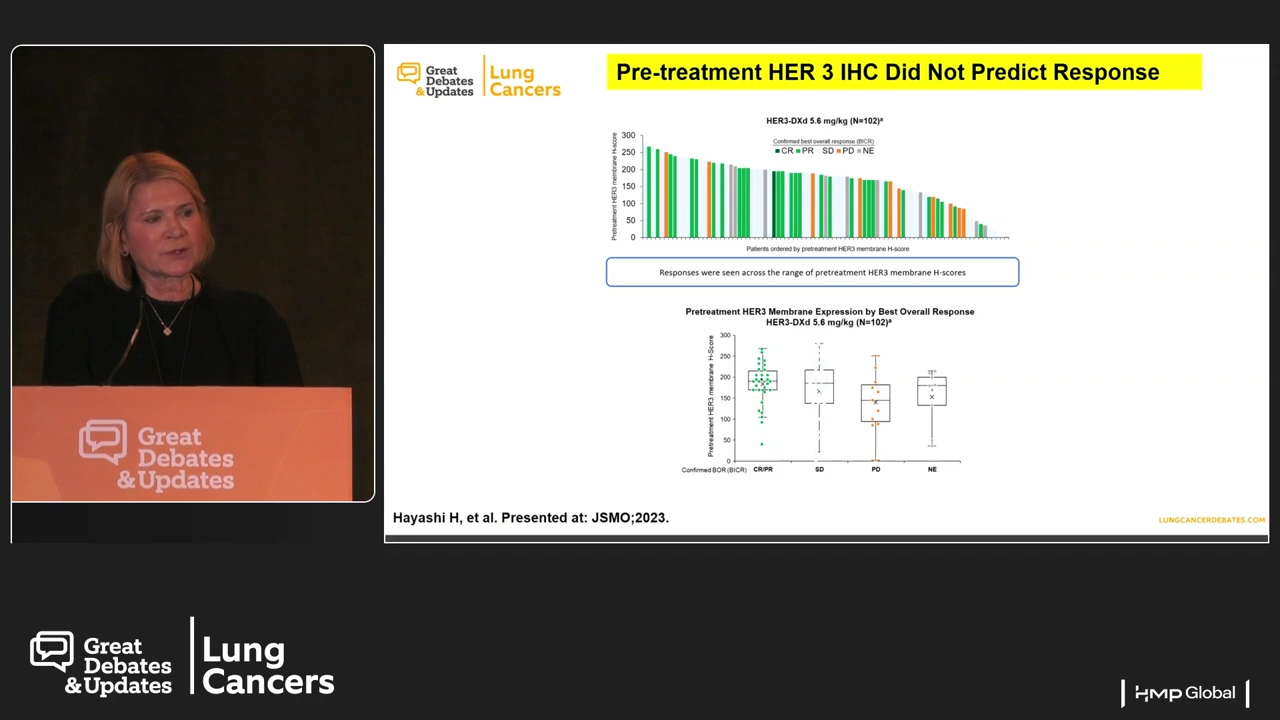 Great
Debates
& Updates
Lung
Cancers
Pre-treatment HER 3 IHC Did Not Predict Response
HER3-DXd 5.6 mg/kg (N=102)ª
Confirmed best overall response (BICR)
CR PR SD PD NE
Pretreatment HER3 membrane H-score
300
250
200
150
100
50
0
Patients ordered by pretreatment HER3 membrane H-score
Responses were seen across the range of pretreatment HER3 membrane H-scores
Pretreatment HER3 Membrane Expression by Best Overall Response
HER3-DXd 5.6 mg/kg (N=102)ª
Pretreatment HER3 membrane H-Score
300
250
200
150
100
50
0
Confirmed BOR (BICR) CR/PR SD PD NE
Hayashi H, et al. Presented at: JSMO;2023.
LUNGCANCERDEBATES.COM
Great
Debates
& Updates
Great
Debates
& Updates
Lung
Cancers
HMP Global